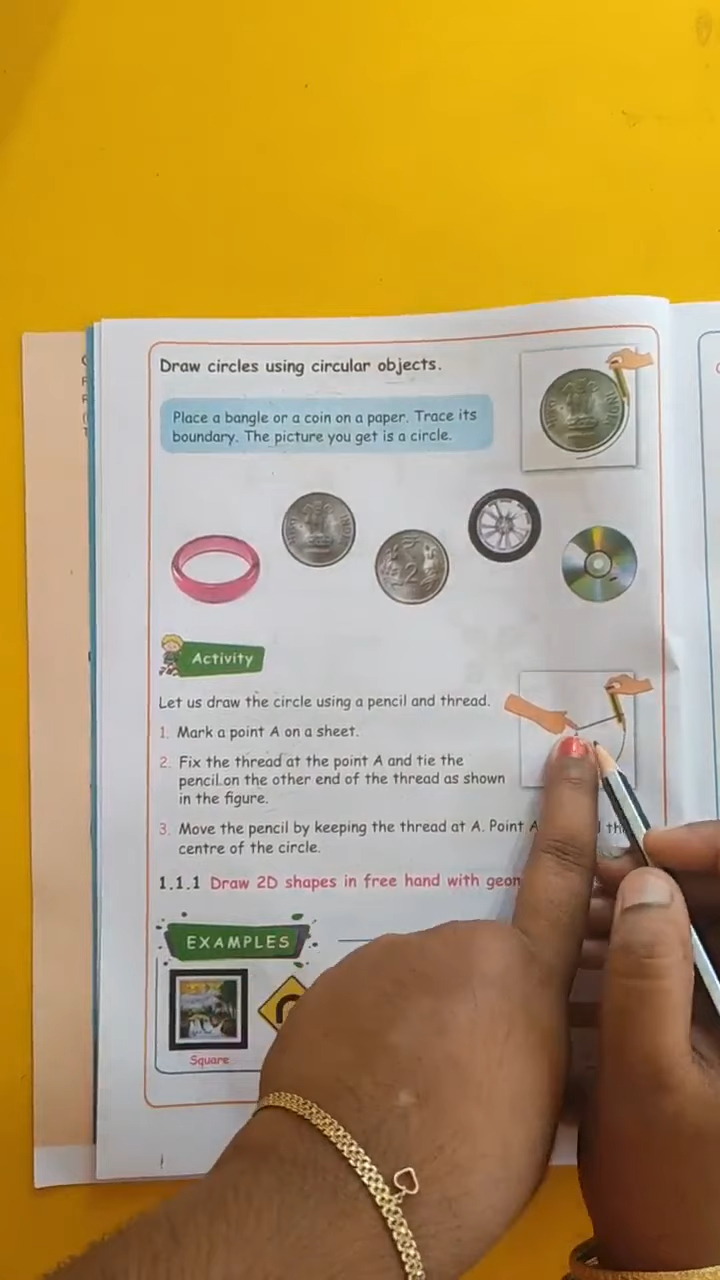 Draw circles using circular objects.
Place a bangle or a coin on a paper. Trace its
boundary. The picture you get is a circle.
Activity
Let us draw the circle using a pencil and thread.
1. Mark a point A on a sheet.
2. Fix the thread at the point A and tie the
pencil on the other end of the thread as shown
in the figure.
3. Move the pencil by keeping the thread at A. Point A
centre of the circle.
1.1.1 Draw 2D shapes in free hand with
EXAMPLES
Square